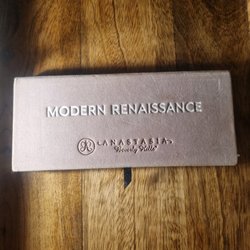 MODERN RENAISSANCE
ANASTASIA
Beverly Hills